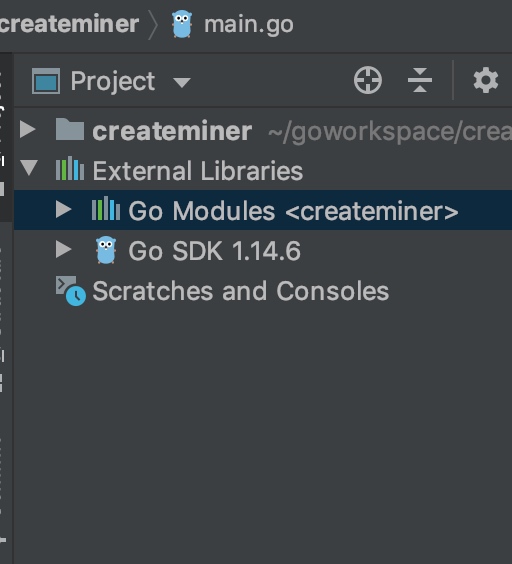 createminer main.go
Project
createminer ~/goworkspace/crea
External Libraries
Go Modules <createminer>
Go SDK 1.14.6
Scratches and Consoles